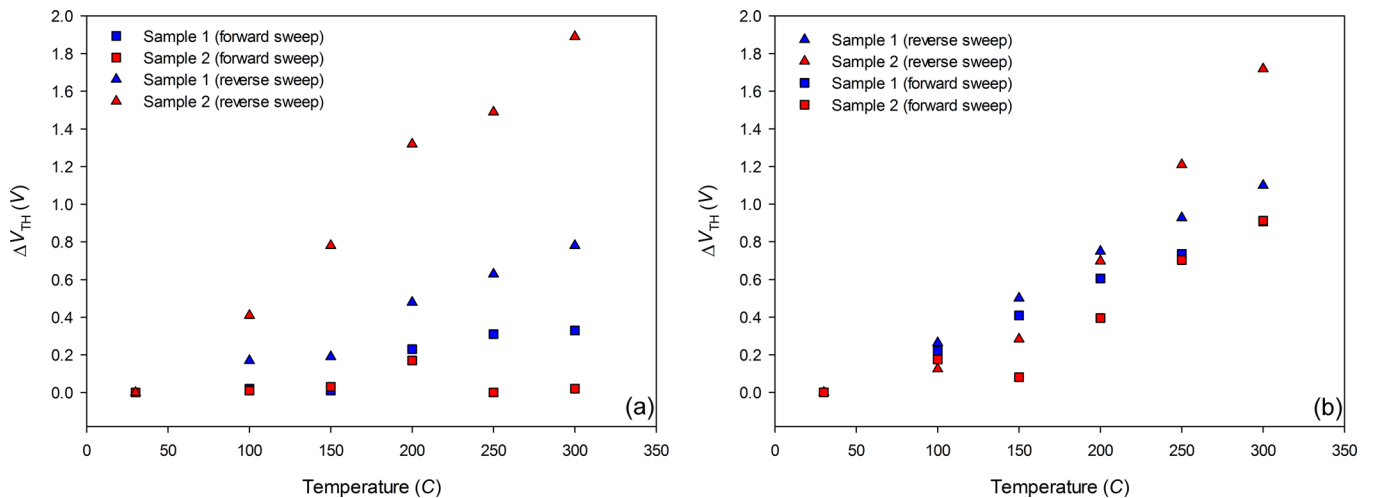 2.0
1.8
1.6
1.4
1.2
1.0
0.8
0.6
0.4
0.2
0.0
ΔV_TH (V)
Sample 1 (forward sweep)
Sample 2 (forward sweep)
Sample 1 (reverse sweep)
Sample 2 (reverse sweep)
(a)
0 50 100 150 200 250 300 350
Temperature (C)
2.0
1.8
1.6
1.4
1.2
1.0
0.8
0.6
0.4
0.2
0.0
ΔV_TH (V)
Sample 1 (reverse sweep)
Sample 2 (reverse sweep)
Sample 1 (forward sweep)
Sample 2 (forward sweep)
(b)
0 50 100 150 200 250 300 350
Temperature (C)